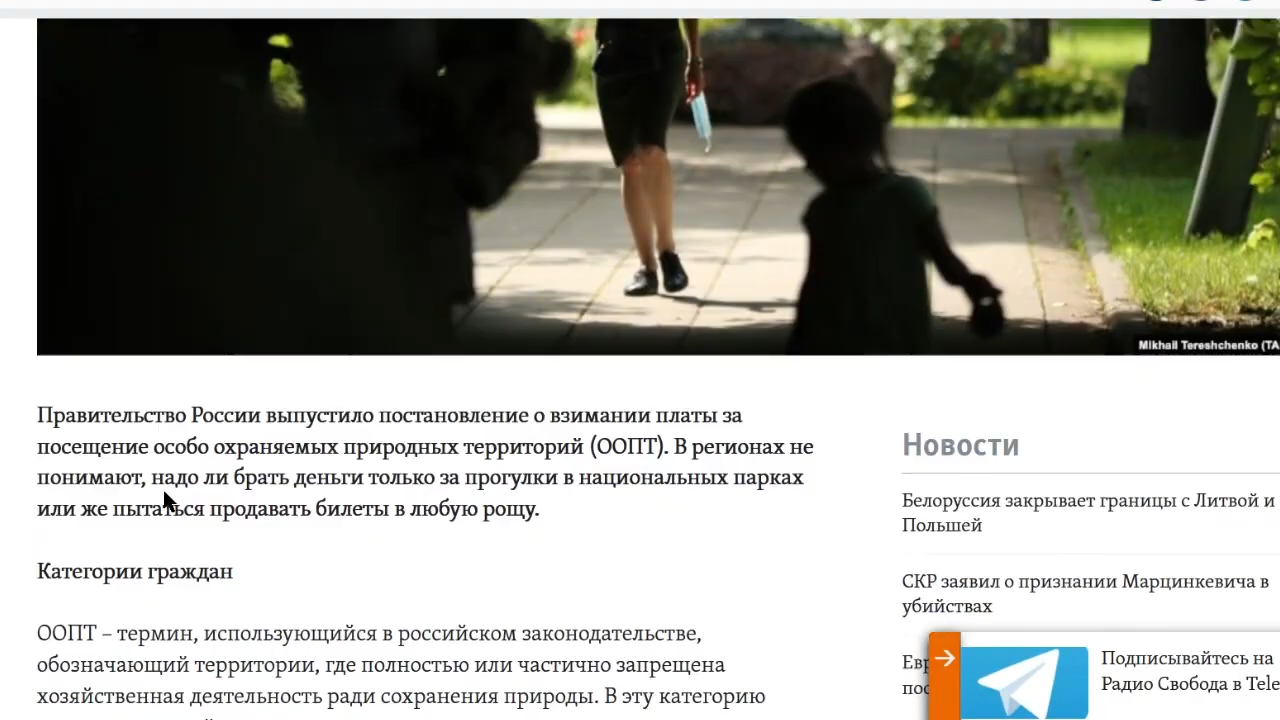 Mikhail Tereshchenko (TA
Правительство России выпустило постановление о взимании платы за
посещение особо охраняемых природных территорий (ООПТ). В регионах не
понимают, надо ли брать деньги только за прогулки в национальных парках
или же пытаться продавать билеты в любую рощу.
Категории граждан
ООПТ – термин, использующийся в российском законодательстве,
обозначающий территории, где полностью или частично запрещена
хозяйственная деятельность ради сохранения природы. В эту категорию
Новости
Белоруссия закрывает границы с Литвой и
Польшей
СКР заявил о признании Марцинкевича в
убийствах
Евр
пос
Подписывайтесь на
Радио Свобода в Tele